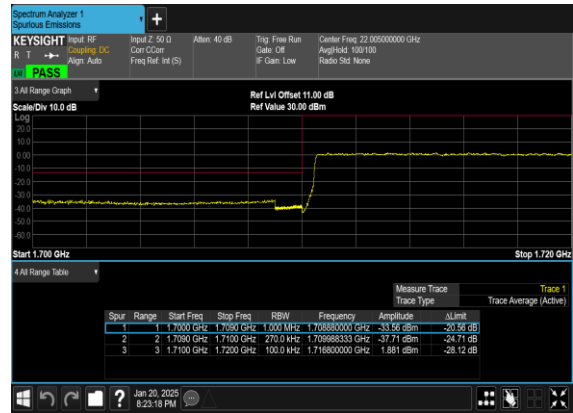 Spectrum Analyzer 1
Spurious Emissions
KEYSIGHT Input: RF Input Z: 50 Ω Atten: 40 dB Trig: Free Run Center Freq: 22.005000000 GHz
R T Coupling: DC Corr CCorr Gate: Off Avg|Hold: 100/100
Align: Auto Freq Ref: Int (S) IF Gain: Low Radio Std: None
PASS
3 All Range Graph
Ref Lvl Offset 11.00 dB
Scale/Div 10.0 dB Ref Value 30.00 dBm
Log
20.0
10.0
0.00
-10.0
-20.0
-30.0
-40.0
-50.0
-60.0
Start 1.700 GHz Stop 1.720 GHz
4 All Range Table
Measure Trace Trace 1
Trace Type Trace Average (Active)
Spur Range Start Freq Stop Freq RBW Frequency Amplitude ΔLimit
1 1 1.7000 GHz 1.7090 GHz 1.000 MHz 1.708880000 GHz -33.56 dBm -20.56 dB
2 2 1.7090 GHz 1.7100 GHz 270.0 kHz 1.709988333 GHz -37.71 dBm -24.71 dB
3 3 1.7100 GHz 1.7200 GHz 100.0 kHz 1.716800000 GHz 1.881 dBm -28.12 dB
? Jan 20, 2025
8:23:18 PM